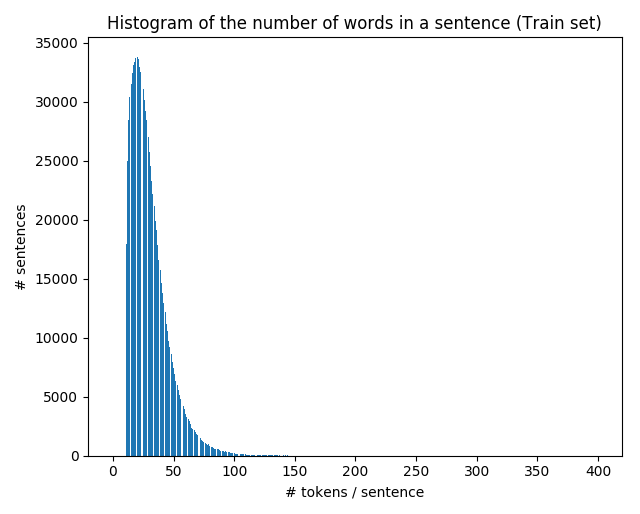 Histogram of the number of words in a sentence (Train set)
35000
30000
25000
20000
15000
10000
5000
0
# sentences
0 50 100 150 200 250 300 350 400
# tokens / sentence